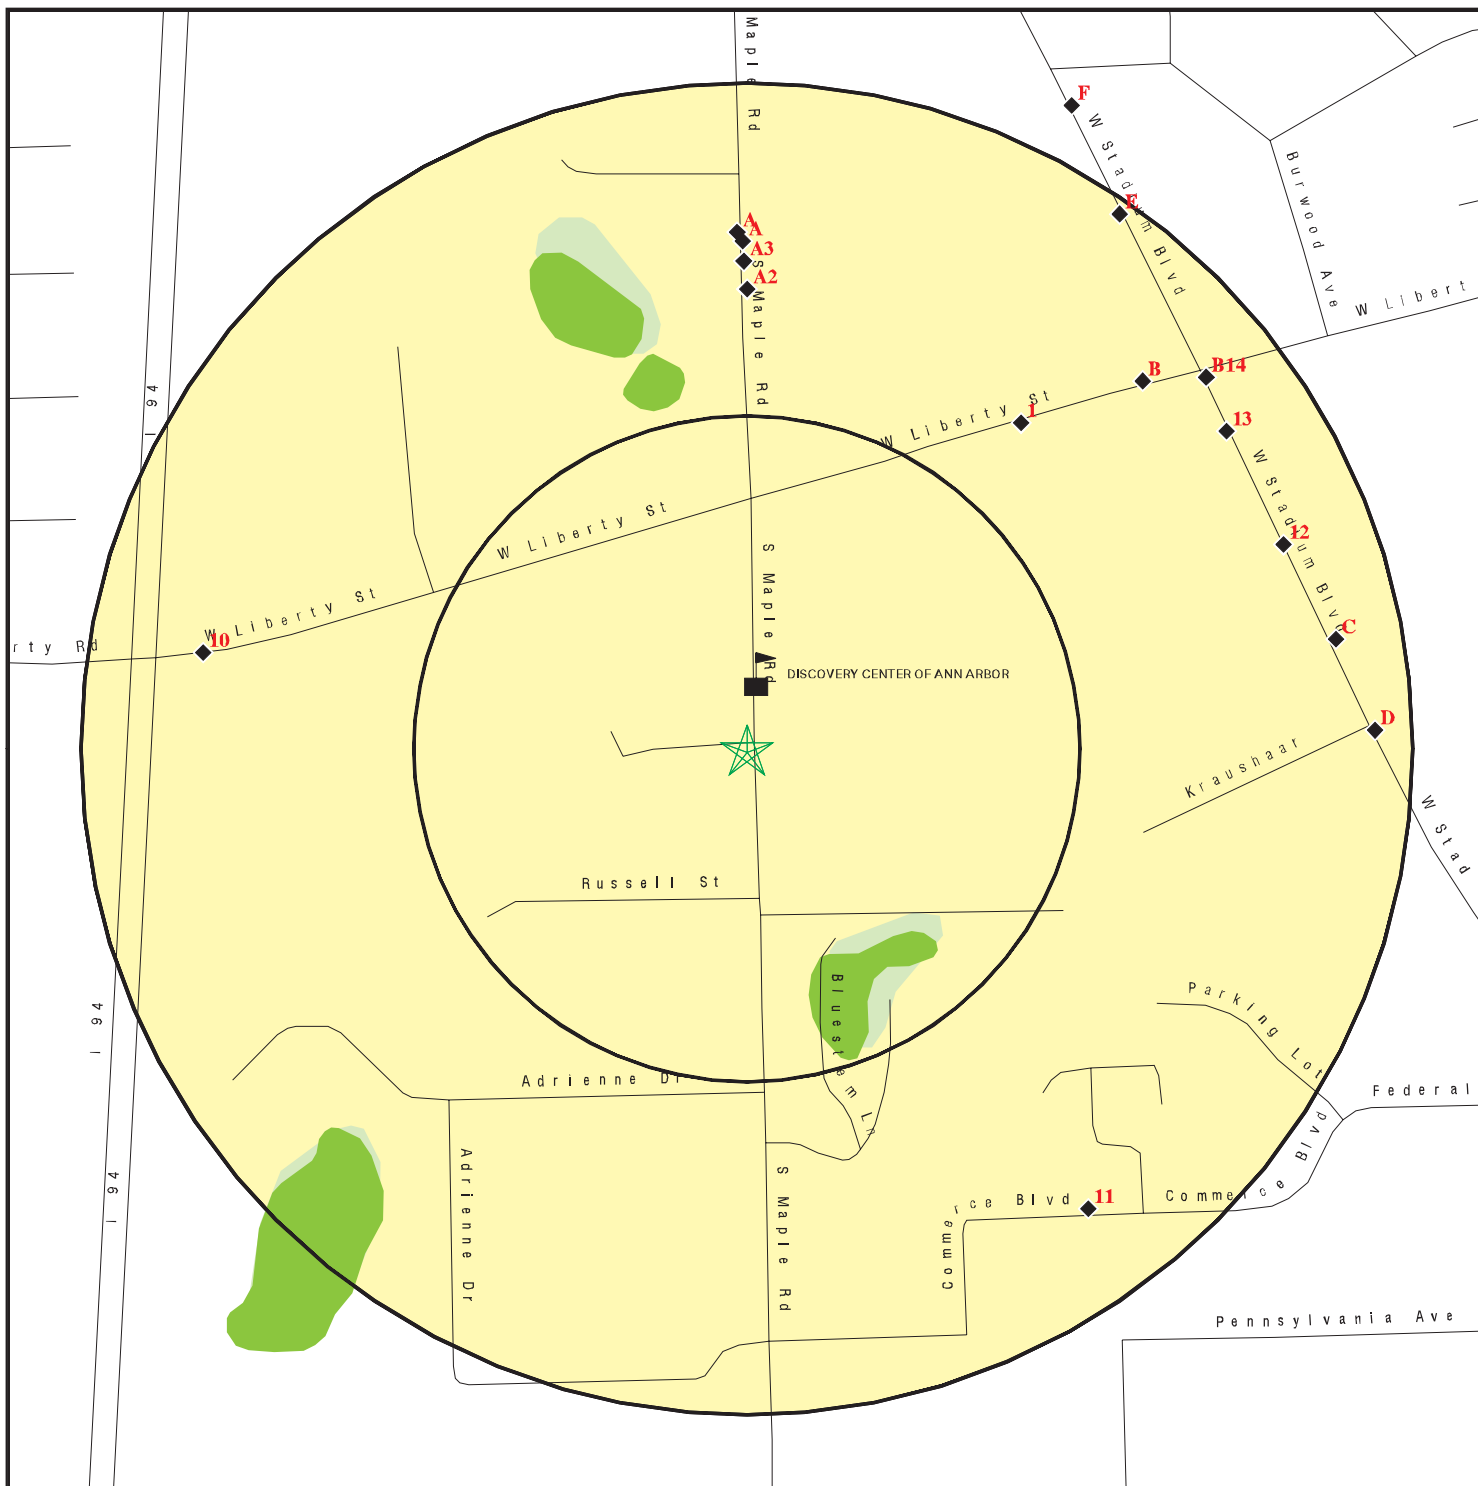 Maple Rd
F
W Stadium Blvd
Burwood Ave
E
A
A
A3
S Maple Rd
A2
W Libert
B
B14
1
W Liberty St
13
I 94
W Stadium Blvd
12
W Liberty St
S Maple Rd
W Liberty St
10
rty Rd
C
DISCOVERY CENTER OF ANN ARBOR
D
Kraushaar
W Stad
Russell St
Bluestem Ln
Parking Lot
I 94
Adrienne Dr
Federal
Adrienne Dr
I 94
S Maple Rd
Commerce Blvd
11
Commerce Blvd
Pennsylvania Ave